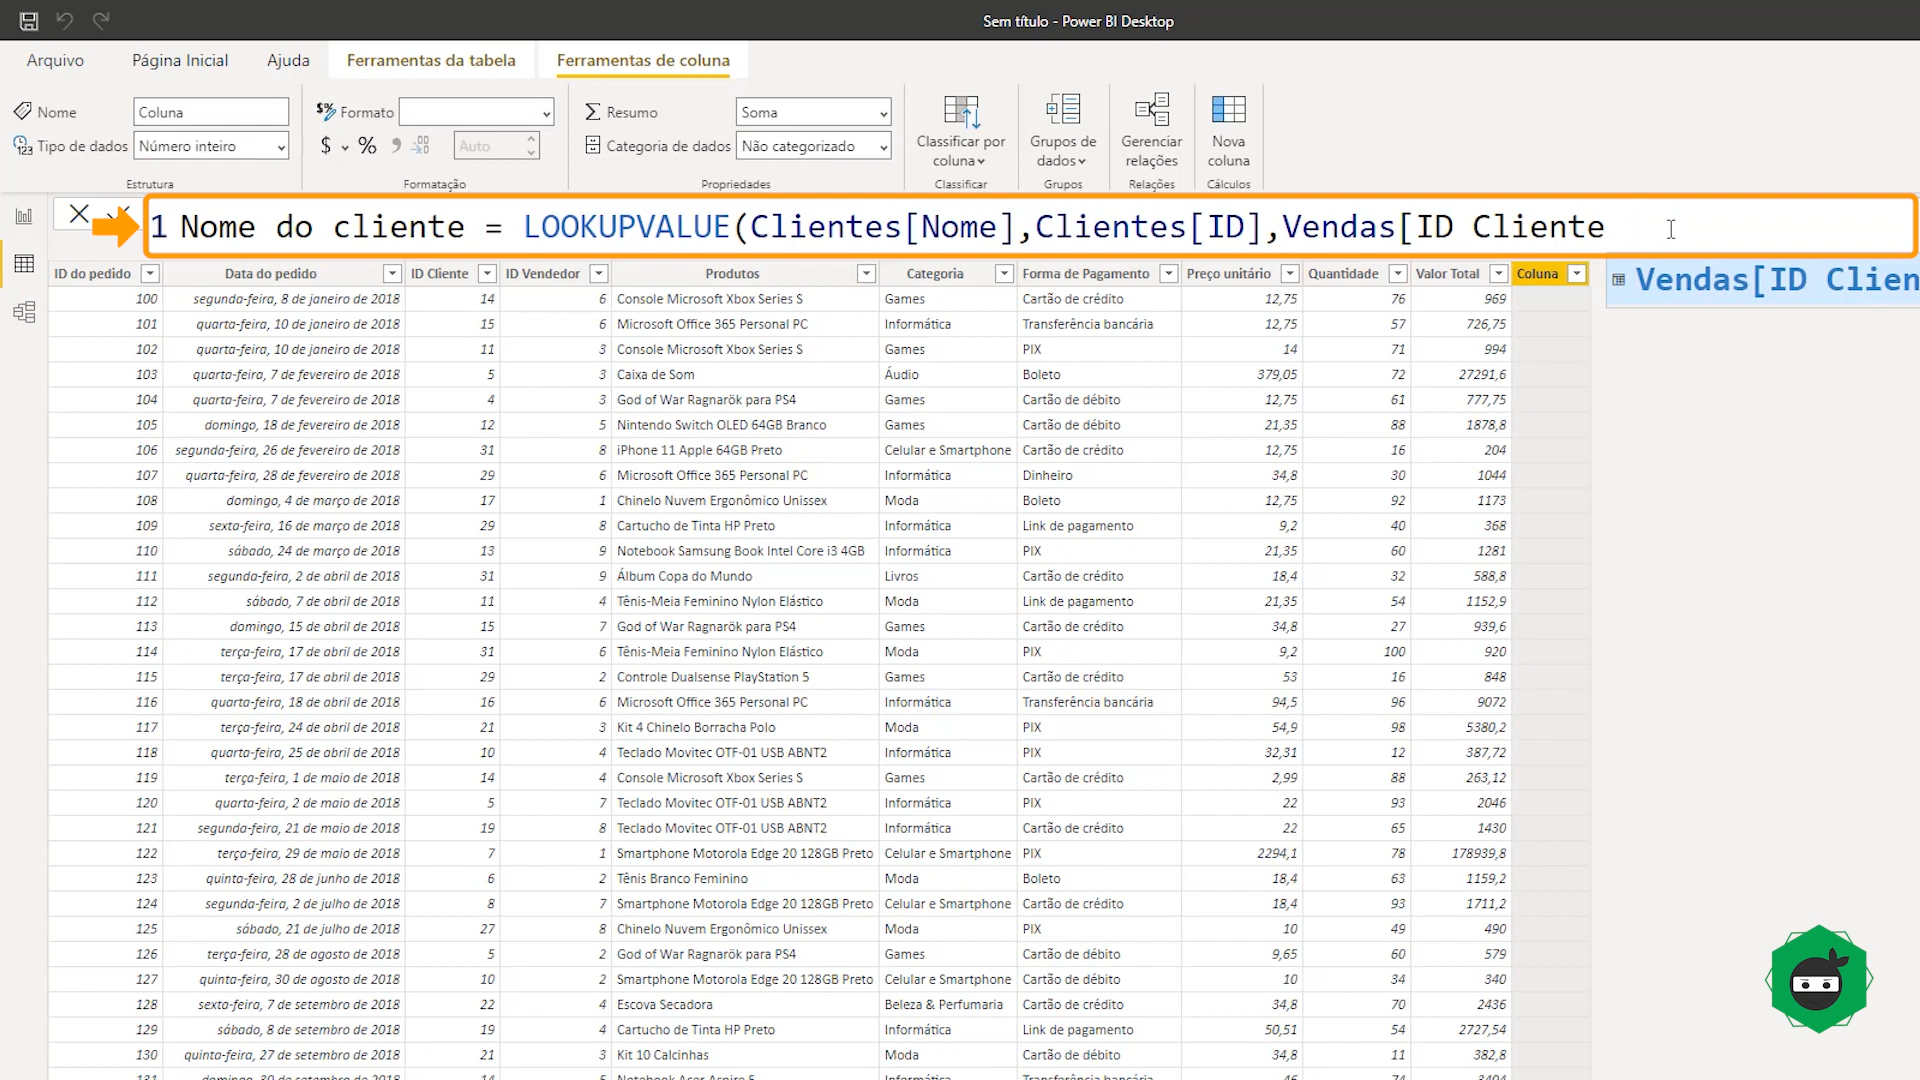 Sem título - Power BI Desktop
Arquivo Página Inicial Ajuda Ferramentas da tabela Ferramentas de coluna
Nome Coluna $% Formato Resumo Soma
Tipo de dados Número inteiro $ % Auto Categoria de dados Não categorizado
Classificar por coluna
Grupos de dados
Gerenciar relações
Nova coluna
Estrutura Formatação Propriedades Classificar Grupos Relações Cálculos
1 Nome do cliente = LOOKUPVALUE(Clientes[Nome],Clientes[ID],Vendas[ID Cliente
Vendas[ID Clien
ID do pedido Data do pedido ID Cliente ID Vendedor Produtos Categoria Forma de Pagamento Preço unitário Quantidade Valor Total Coluna
100 segunda-feira, 8 de janeiro de 2018 14 6 Console Microsoft Xbox Series S Games Cartão de crédito 12,75 76 969
101 quarta-feira, 10 de janeiro de 2018 15 6 Microsoft Office 365 Personal PC Informática Transferência bancária 12,75 57 726,75
102 quarta-feira, 10 de janeiro de 2018 11 3 Console Microsoft Xbox Series S Games PIX 14 71 994
103 quarta-feira, 7 de fevereiro de 2018 5 3 Caixa de Som Áudio Boleto 379,05 72 27291,6
104 quarta-feira, 7 de fevereiro de 2018 4 3 God of War Ragnarök para PS4 Games Cartão de débito 12,75 61 777,75
105 domingo, 18 de fevereiro de 2018 12 5 Nintendo Switch OLED 64GB Branco Games Cartão de débito 21,35 88 1878,8
106 segunda-feira, 26 de fevereiro de 2018 31 8 iPhone 11 Apple 64GB Preto Celular e Smartphone Cartão de crédito 12,75 16 204
107 quarta-feira, 28 de fevereiro de 2018 29 6 Microsoft Office 365 Personal PC Informática Dinheiro 34,8 30 1044
108 domingo, 4 de março de 2018 17 1 Chinelo Nuvem Ergonômico Unissex Moda Boleto 12,75 92 1173
109 sexta-feira, 16 de março de 2018 29 8 Cartucho de Tinta HP Preto Informática Link de pagamento 9,2 40 368
110 sábado, 24 de março de 2018 13 9 Notebook Samsung Book Intel Core i3 4GB Informática PIX 21,35 60 1281
111 segunda-feira, 2 de abril de 2018 31 9 Álbum Copa do Mundo Livros Cartão de crédito 18,4 32 588,8
112 sábado, 7 de abril de 2018 11 4 Tênis-Meia Feminino Nylon Elástico Moda Link de pagamento 21,35 54 1152,9
113 domingo, 15 de abril de 2018 15 7 God of War Ragnarök para PS4 Games Cartão de crédito 34,8 27 939,6
114 terça-feira, 17 de abril de 2018 31 6 Tênis-Meia Feminino Nylon Elástico Moda PIX 9,2 100 920
115 terça-feira, 17 de abril de 2018 29 2 Controle Dualsense PlayStation 5 Games Cartão de crédito 53 16 848
116 quarta-feira, 18 de abril de 2018 16 6 Microsoft Office 365 Personal PC Informática Transferência bancária 94,5 96 9072
117 terça-feira, 24 de abril de 2018 21 3 Kit 4 Chinelo Borracha Polo Moda PIX 54,9 98 5380,2
118 quarta-feira, 25 de abril de 2018 10 4 Teclado Movitec OTF-01 USB ABNT2 Informática PIX 32,31 12 387,72
119 terça-feira, 1 de maio de 2018 14 4 Console Microsoft Xbox Series S Games Cartão de crédito 2,99 88 263,12
120 quarta-feira, 2 de maio de 2018 5 7 Teclado Movitec OTF-01 USB ABNT2 Informática PIX 22 93 2046
121 segunda-feira, 21 de maio de 2018 19 8 Teclado Movitec OTF-01 USB ABNT2 Informática Cartão de crédito 22 65 1430
122 terça-feira, 29 de maio de 2018 7 1 Smartphone Motorola Edge 20 128GB Preto Celular e Smartphone PIX 2294,1 78 178939,8
123 quinta-feira, 28 de junho de 2018 6 2 Tênis Branco Feminino Moda Boleto 18,4 63 1159,2
124 segunda-feira, 2 de julho de 2018 8 7 Smartphone Motorola Edge 20 128GB Preto Celular e Smartphone Cartão de crédito 18,4 93 1711,2
125 sábado, 21 de julho de 2018 27 8 Chinelo Nuvem Ergonômico Unissex Moda PIX 10 49 490
126 terça-feira, 28 de agosto de 2018 5 2 God of War Ragnarök para PS4 Games Cartão de débito 9,65 60 579
127 quinta-feira, 30 de agosto de 2018 10 2 Smartphone Motorola Edge 20 128GB Preto Celular e Smartphone Cartão de débito 10 34 340
128 sexta-feira, 7 de setembro de 2018 22 4 Escova Secadora Beleza & Perfumaria Cartão de crédito 34,8 70 2436
129 sábado, 8 de setembro de 2018 19 4 Cartucho de Tinta HP Preto Informática Link de pagamento 50,51 54 2727,54
130 quinta-feira, 27 de setembro de 2018 21 3 Kit 10 Calcinhas Moda Cartão de débito 34,8 11 382,8
131 domingo, 30 de setembro de 2018 14 5 Notebook Acer Aspire 5 Informática Transferência bancária 46 74 3404